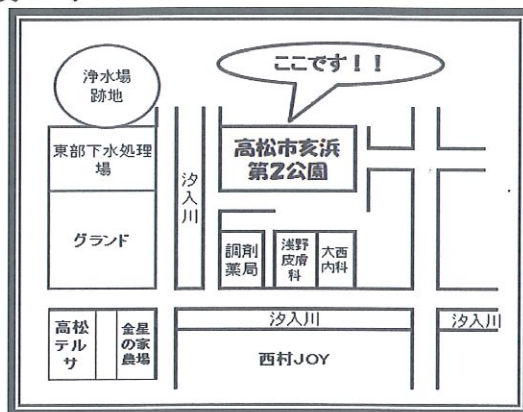 ここです！！
浄水場
跡地
東部下水処理
場
汐
入
川
高松市亥浜
第2公園
グランド
調剤
薬局
浅野
皮膚
科
大西
内科
高松
テル
サ
金星
の家
農場
汐入川
汐入川
西村JOY